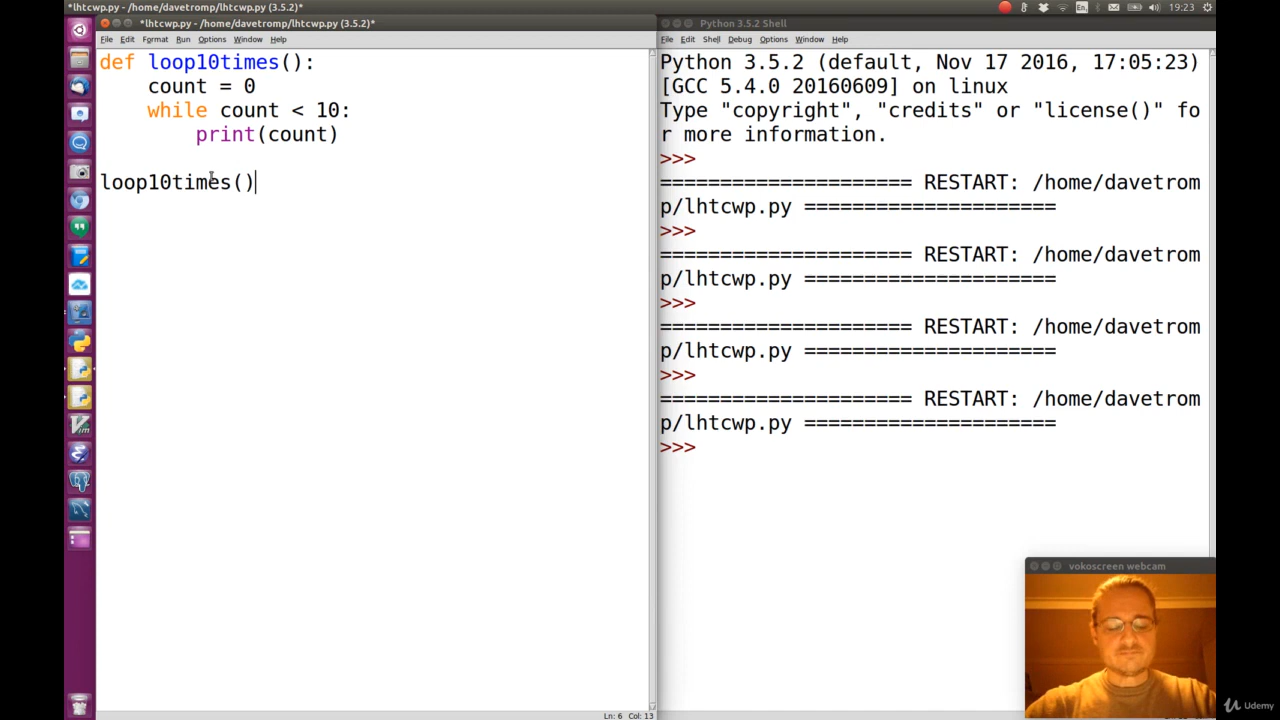 *lhtcwp.py - /home/davetromp/lhtcwp.py (3.5.2)*
En
19:23
*lhtcwp.py - /home/davetromp/lhtcwp.py (3.5.2)*
File Edit Format Run Options Window Help
def loop10times():
    count = 0
    while count < 10:
        print(count)
loop10times()
Ln: 6 Col: 13
Python 3.5.2 Shell
File Edit Shell Debug Options Window Help
Python 3.5.2 (default, Nov 17 2016, 17:05:23)
[GCC 5.4.0 20160609] on linux
Type "copyright", "credits" or "license()" fo
r more information.
>>>
===================== RESTART: /home/davetrom
p/lhtcwp.py =====================
>>>
===================== RESTART: /home/davetrom
p/lhtcwp.py =====================
>>>
===================== RESTART: /home/davetrom
p/lhtcwp.py =====================
>>>
===================== RESTART: /home/davetrom
p/lhtcwp.py =====================
>>>
vokoscreen webcam
Udemy